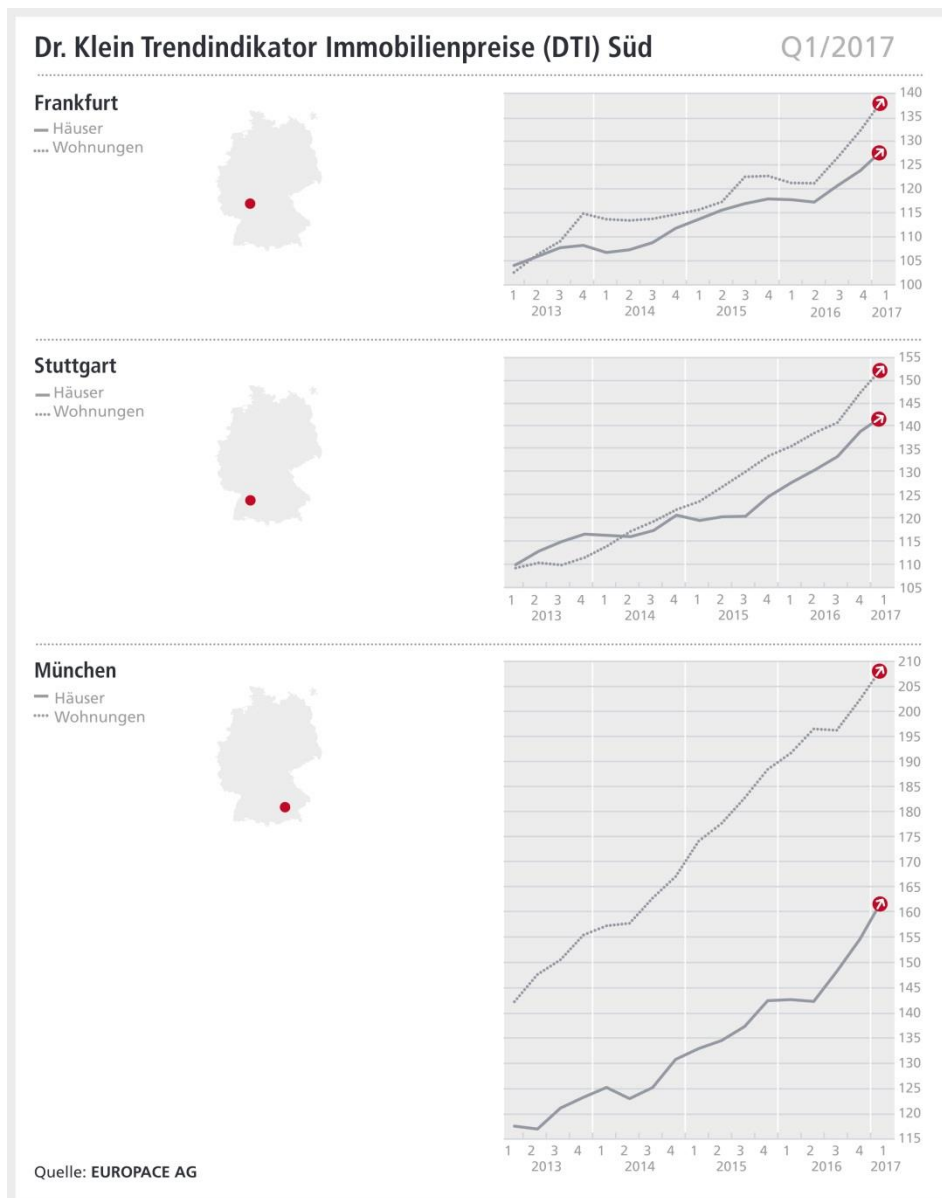 Dr. Klein Trendindikator Immobilienpreise (DTI) Süd Q1/2017
Frankfurt
Häuser
Wohnungen
140
135
130
125
120
115
110
105
100
1 2 3 4 1 2 3 4 1 2 3 4 1 2 3 4 1
2013 2014 2015 2016 2017
Stuttgart
Häuser
Wohnungen
155
150
145
140
135
130
125
120
115
110
105
1 2 3 4 1 2 3 4 1 2 3 4 1 2 3 4 1
2013 2014 2015 2016 2017
München
Häuser
Wohnungen
210
205
200
195
190
185
180
175
170
165
160
155
150
145
140
135
130
125
120
115
1 2 3 4 1 2 3 4 1 2 3 4 1 2 3 4 1
2013 2014 2015 2016 2017
Quelle: EUROPACE AG